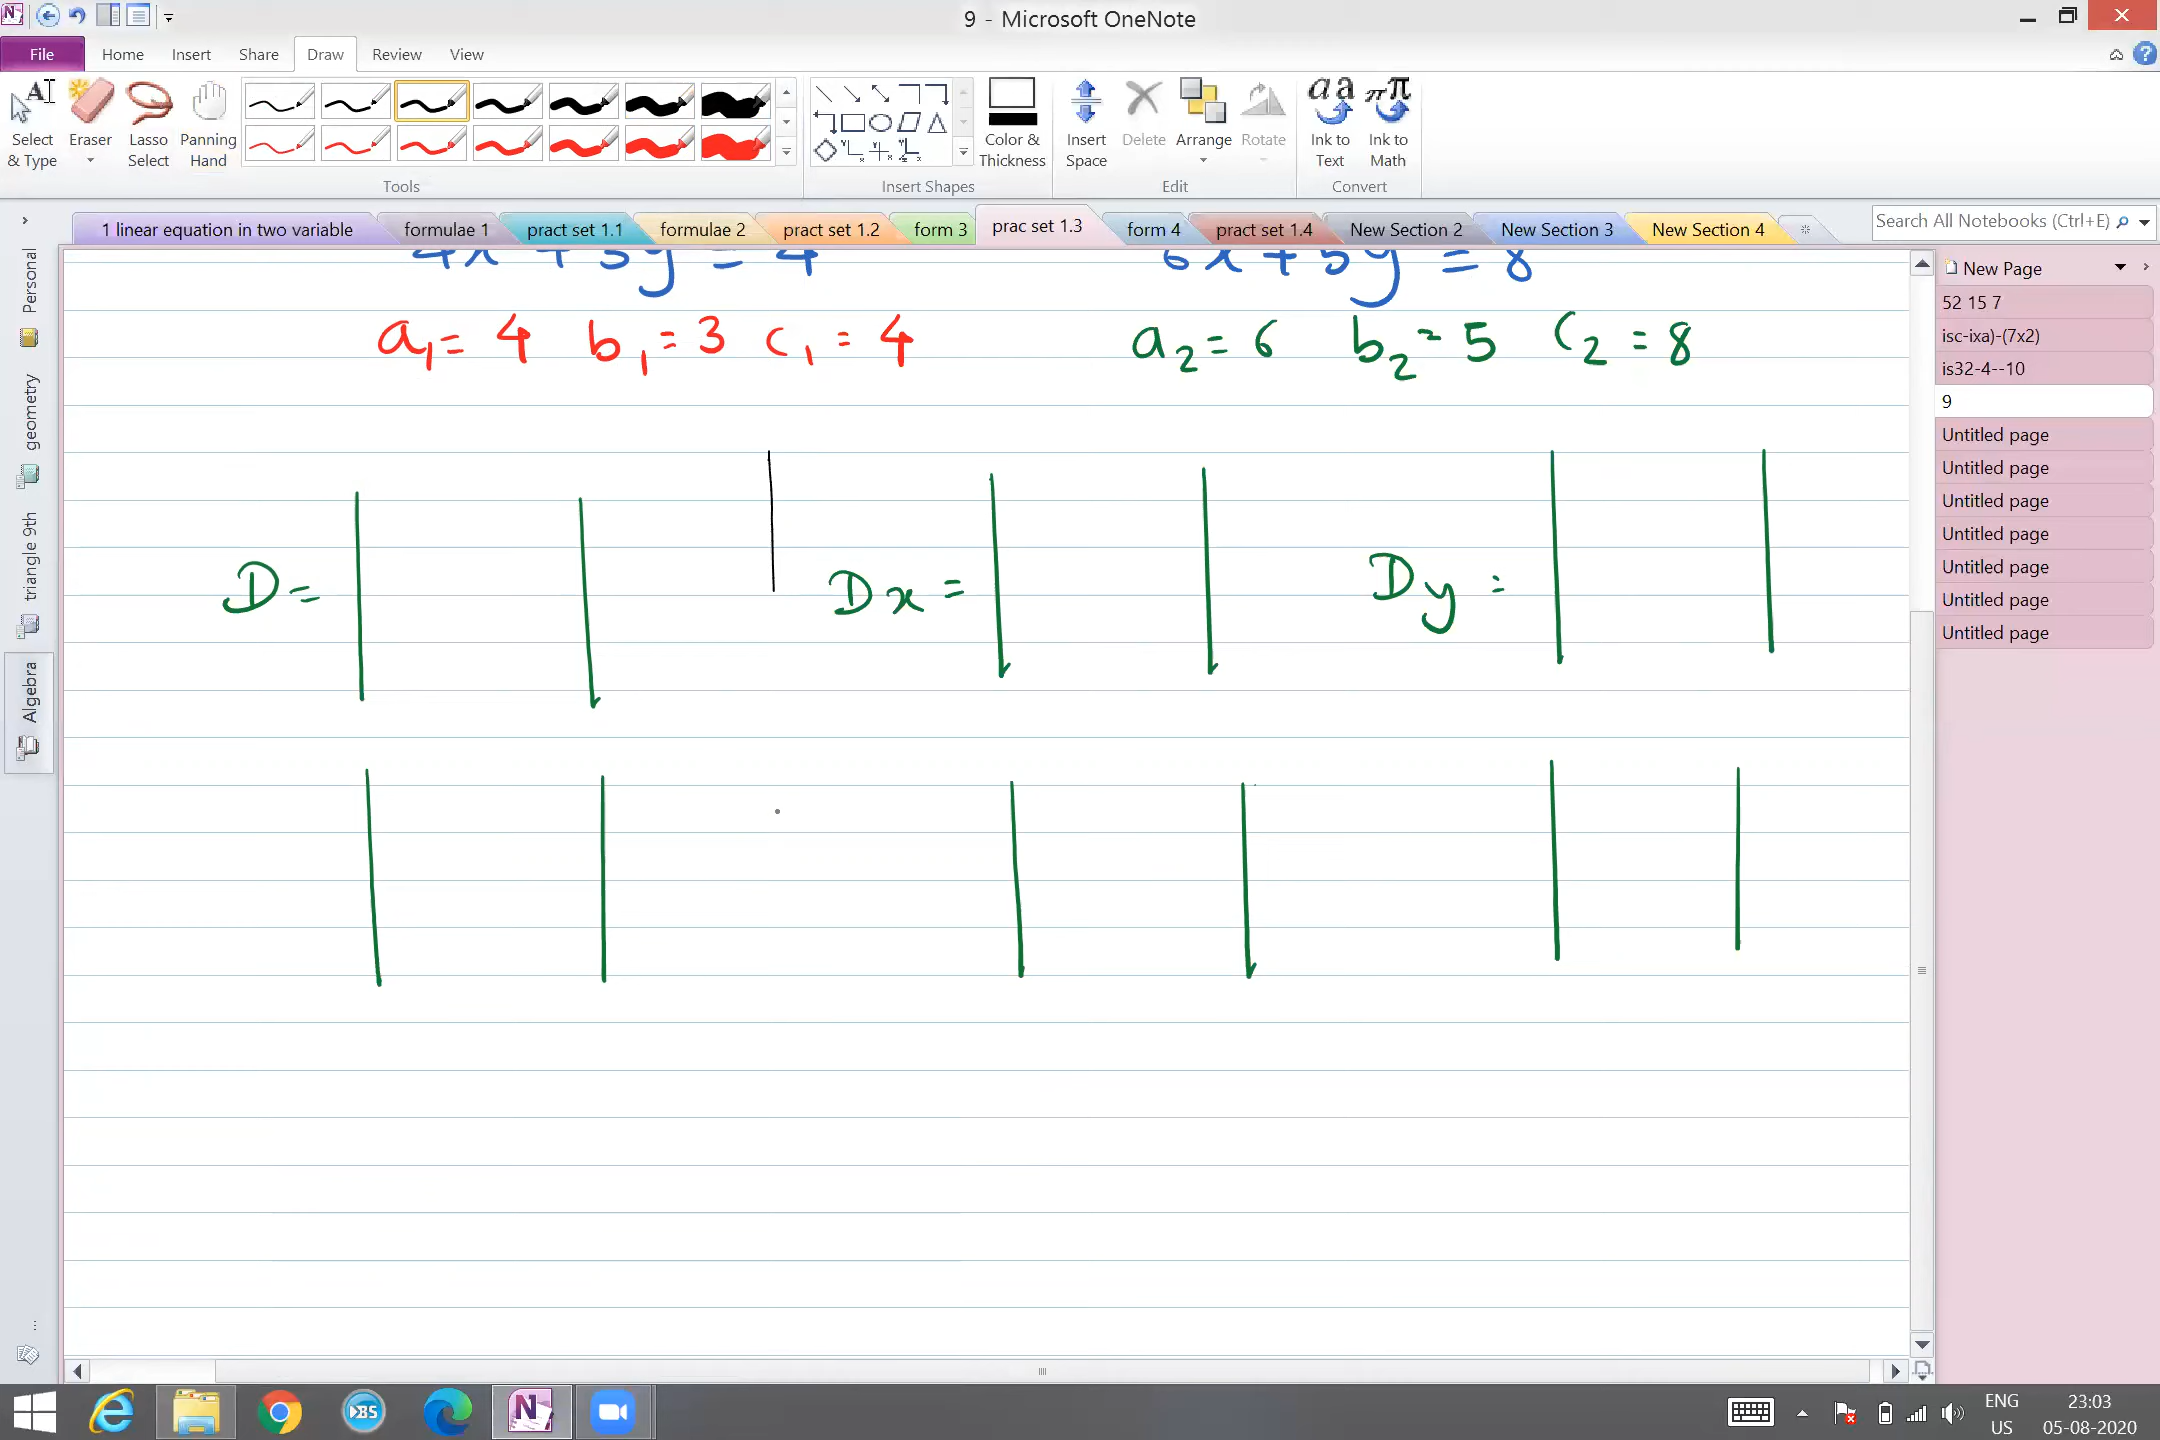 9 - Microsoft OneNote
File Home Insert Share Draw Review View
Select & Type
Eraser
Lasso Select
Panning Hand
Color & Thickness
Insert Space
Delete
Arrange
Rotate
Ink to Text
Ink to Math
Tools
Insert Shapes
Edit
Convert
1 linear equation in two variable formulae 1 pract set 1.1 formulae 2 pract set 1.2 form 3 prac set 1.3 form 4 pract set 1.4 New Section 2 New Section 3 New Section 4
Search All Notebooks (Ctrl+E)
Personal
geometry
triangle 9th
Algebra
New Page
52 15 7
isc-ixa)-(7x2)
is32-4--10
9
Untitled page
Untitled page
Untitled page
Untitled page
Untitled page
Untitled page
Untitled page
6x + 5y = 8
a1 = 4 b1 = 3 c1 = 4 a2 = 6 b2 = 5 c2 = 8
D = Dx = Dy =
ENG 23:03
US 05-08-2020